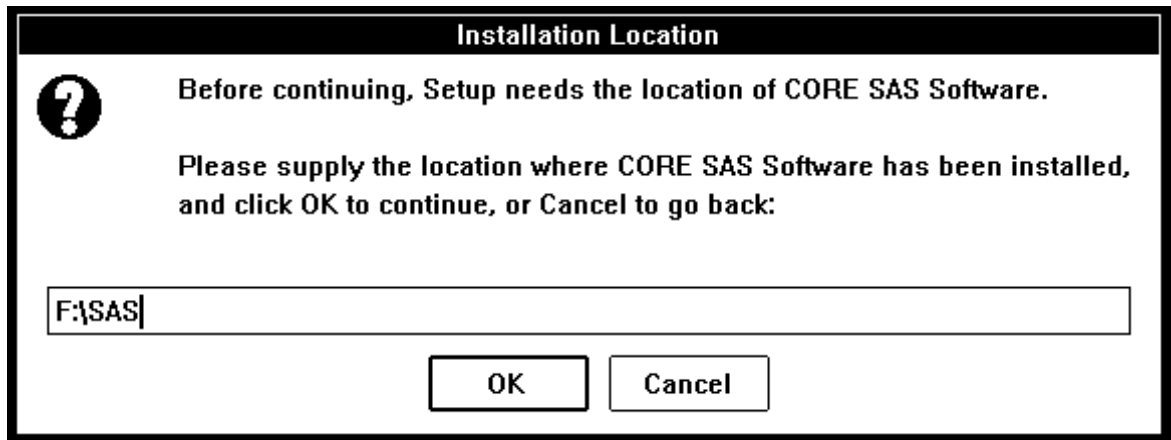 Installation Location
Before continuing, Setup needs the location of CORE SAS Software.
Please supply the location where CORE SAS Software has been installed,
and click OK to continue, or Cancel to go back:
F:\SAS
OK
Cancel